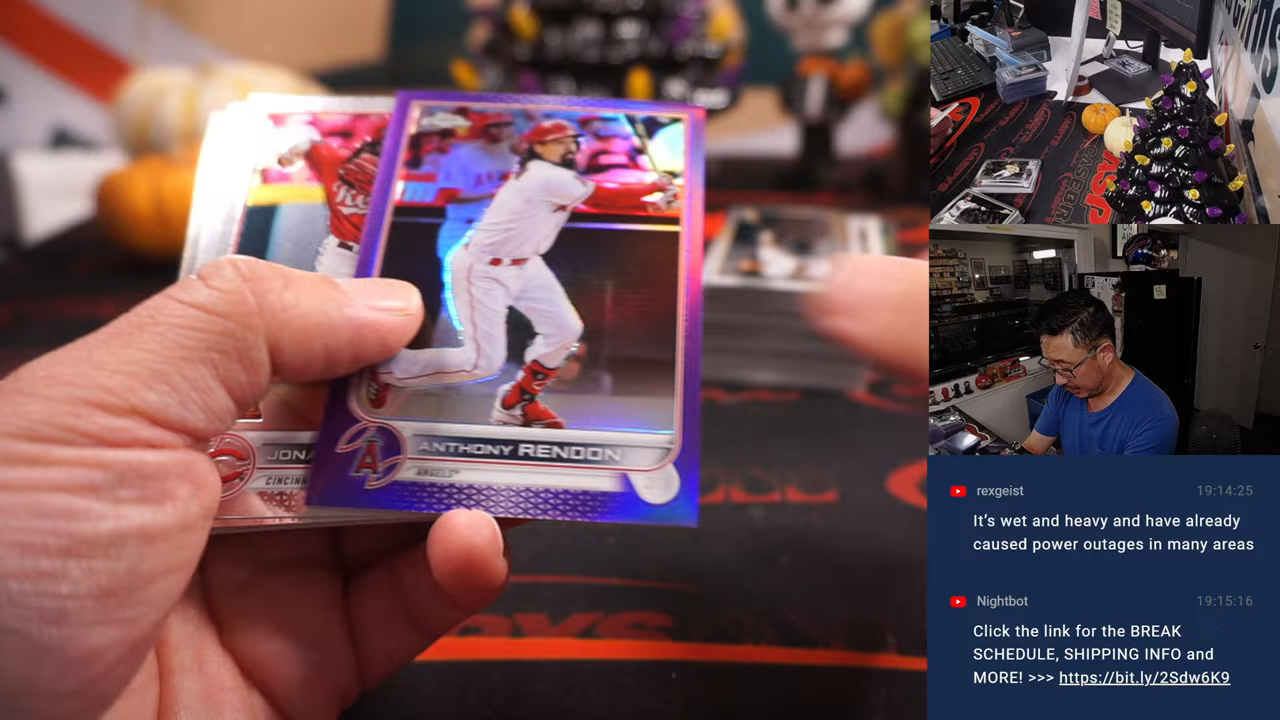 ANTHONY RENDON
ANGELS
A
JONA
CINCINN
rexgeist
19:14:25
It's wet and heavy and have already
caused power outages in many areas
Nightbot
19:15:16
Click the link for the BREAK
SCHEDULE, SHIPPING INFO and
MORE! >>> https://bit.ly/2Sdw6K9